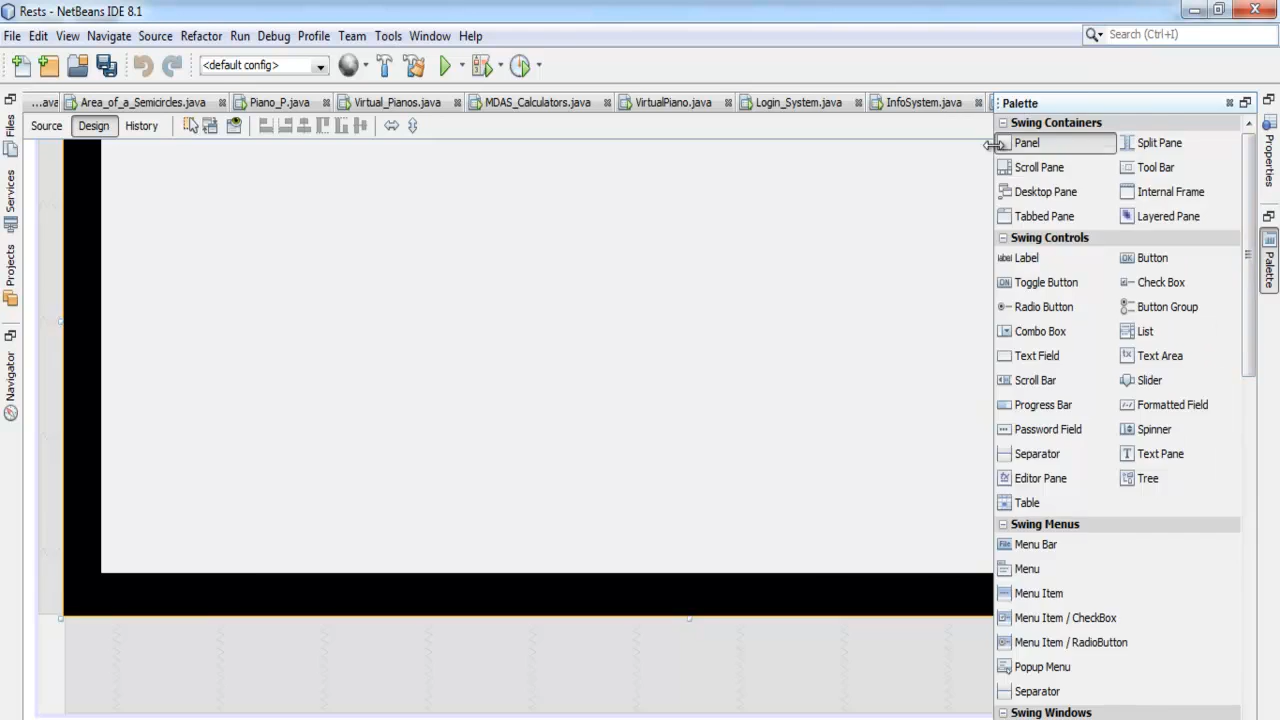 Rests - NetBeans IDE 8.1
File Edit View Navigate Source Refactor Run Debug Profile Team Tools Window Help
Search (Ctrl+I)
<default config>
...ava Area_of_a_Semicircles.java Piano_P.java Virtual_Pianos.java MDAS_Calculators.java VirtualPiano.java Login_System.java InfoSystem.java
Source Design History
Files
Services
Projects
Navigator
Palette
Swing Containers
Panel Split Pane
Scroll Pane Tool Bar
Desktop Pane Internal Frame
Tabbed Pane Layered Pane
Swing Controls
Label Button
Toggle Button Check Box
Radio Button Button Group
Combo Box List
Text Field Text Area
Scroll Bar Slider
Progress Bar Formatted Field
Password Field Spinner
Separator Text Pane
Editor Pane Tree
Table
Swing Menus
Menu Bar
Menu
Menu Item
Menu Item / CheckBox
Menu Item / RadioButton
Popup Menu
Separator
Swing Windows
Properties
Palette